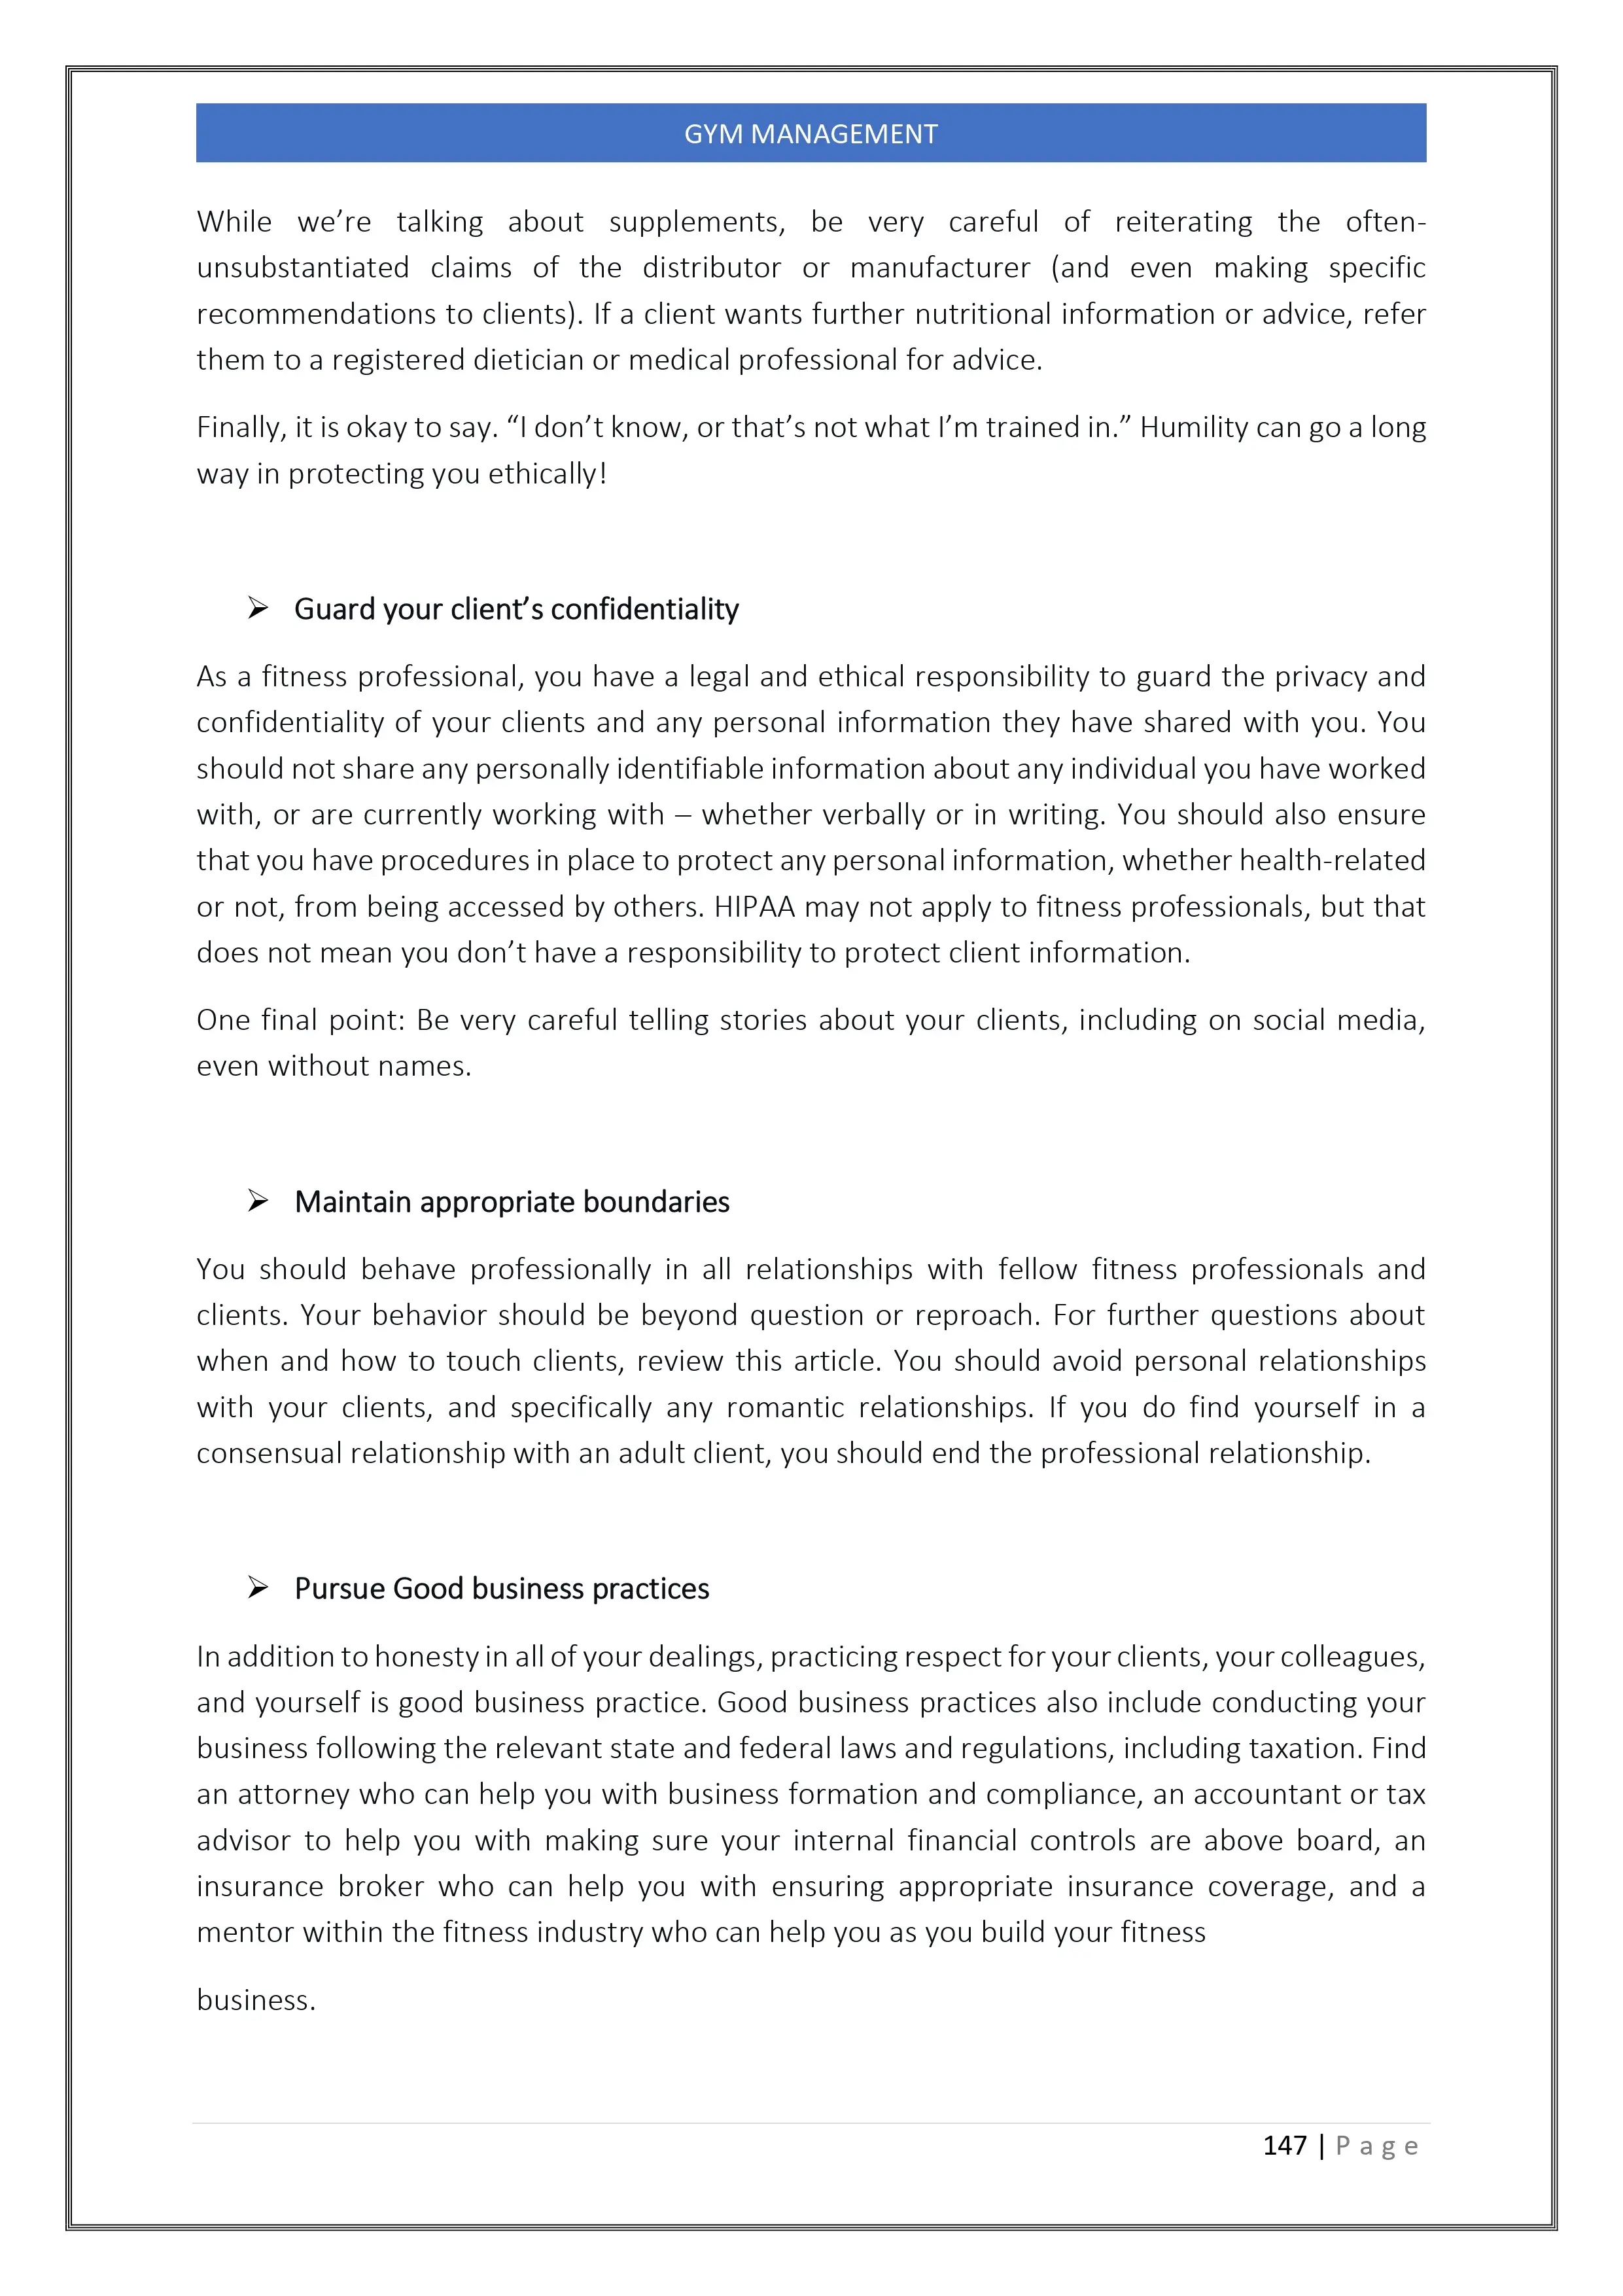 GYM MANAGEMENT
While we’re talking about supplements, be very careful of reiterating the often-
unsubstantiated claims of the distributor or manufacturer (and even making specific
recommendations to clients). If a client wants further nutritional information or advice, refer
them to a registered dietician or medical professional for advice.
Finally, it is okay to say. “I don’t know, or that’s not what I’m trained in.” Humility can go a long
way in protecting you ethically!
➢ Guard your client’s confidentiality
As a fitness professional, you have a legal and ethical responsibility to guard the privacy and
confidentiality of your clients and any personal information they have shared with you. You
should not share any personally identifiable information about any individual you have worked
with, or are currently working with – whether verbally or in writing. You should also ensure
that you have procedures in place to protect any personal information, whether health-related
or not, from being accessed by others. HIPAA may not apply to fitness professionals, but that
does not mean you don’t have a responsibility to protect client information.
One final point: Be very careful telling stories about your clients, including on social media,
even without names.
➢ Maintain appropriate boundaries
You should behave professionally in all relationships with fellow fitness professionals and
clients. Your behavior should be beyond question or reproach. For further questions about
when and how to touch clients, review this article. You should avoid personal relationships
with your clients, and specifically any romantic relationships. If you do find yourself in a
consensual relationship with an adult client, you should end the professional relationship.
➢ Pursue Good business practices
In addition to honesty in all of your dealings, practicing respect for your clients, your colleagues,
and yourself is good business practice. Good business practices also include conducting your
business following the relevant state and federal laws and regulations, including taxation. Find
an attorney who can help you with business formation and compliance, an accountant or tax
advisor to help you with making sure your internal financial controls are above board, an
insurance broker who can help you with ensuring appropriate insurance coverage, and a
mentor within the fitness industry who can help you as you build your fitness
business.
147 | P a g e